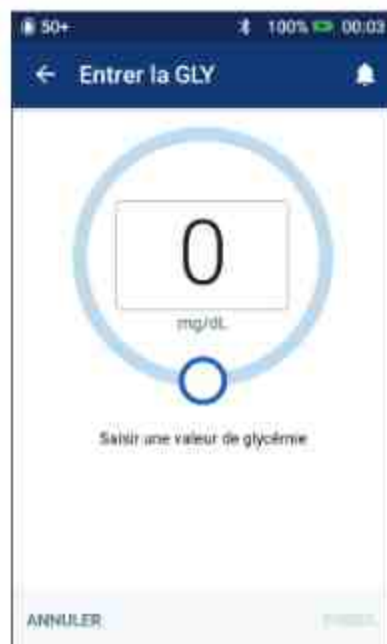 50+ 100% 00:03
Entrer la GLY
0
mg/dL
Saisir une valeur de glycémie
ANNULER